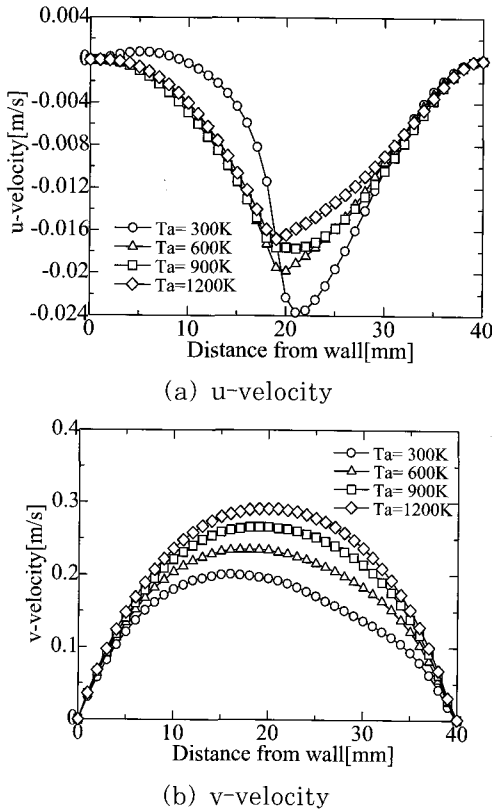 0.004
0
-0.004
-0.008
-0.012
-0.016
-0.02
-0.024
u-velocity[m/s]
Ta= 300K
Ta= 600K
Ta= 900K
Ta=1200K
0 10 20 30 40
Distance from wall[mm]
(a) u-velocity
0.4
0.3
0.2
0.1
0
v-velocity[m/s]
Ta= 300K
Ta= 600K
Ta= 900K
Ta=1200K
0 10 20 30 40
Distance from wall[mm]
(b) v-velocity